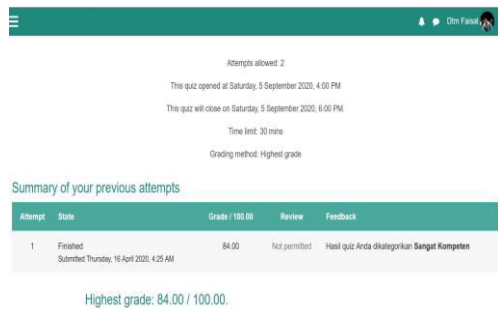 Dtm Faisal
Attempts allowed: 2
This quiz opened at Saturday, 5 September 2020, 4:00 PM
This quiz will close on Saturday, 5 September 2020, 6:00 PM.
Time limit: 30 mins
Grading method: Highest grade
Summary of your previous attempts
Attempt State Grade / 100.00 Review Feedback
1 Finished 84.00 Not permitted Hasil quiz Anda dikategorikan Sangat Kompeten
Submitted Thursday, 16 April 2020, 4:25 AM
Highest grade: 84.00 / 100.00.